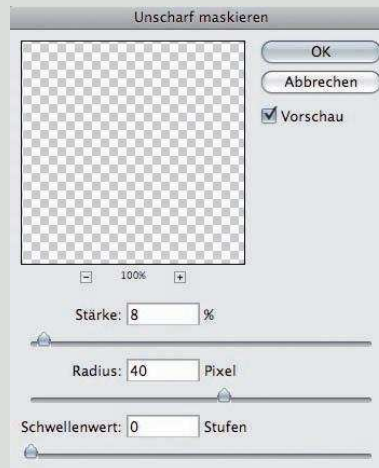 Unscharf maskieren
OK
Abbrechen
Vorschau
100%
Stärke: 8 %
Radius: 40 Pixel
Schwellenwert: 0 Stufen